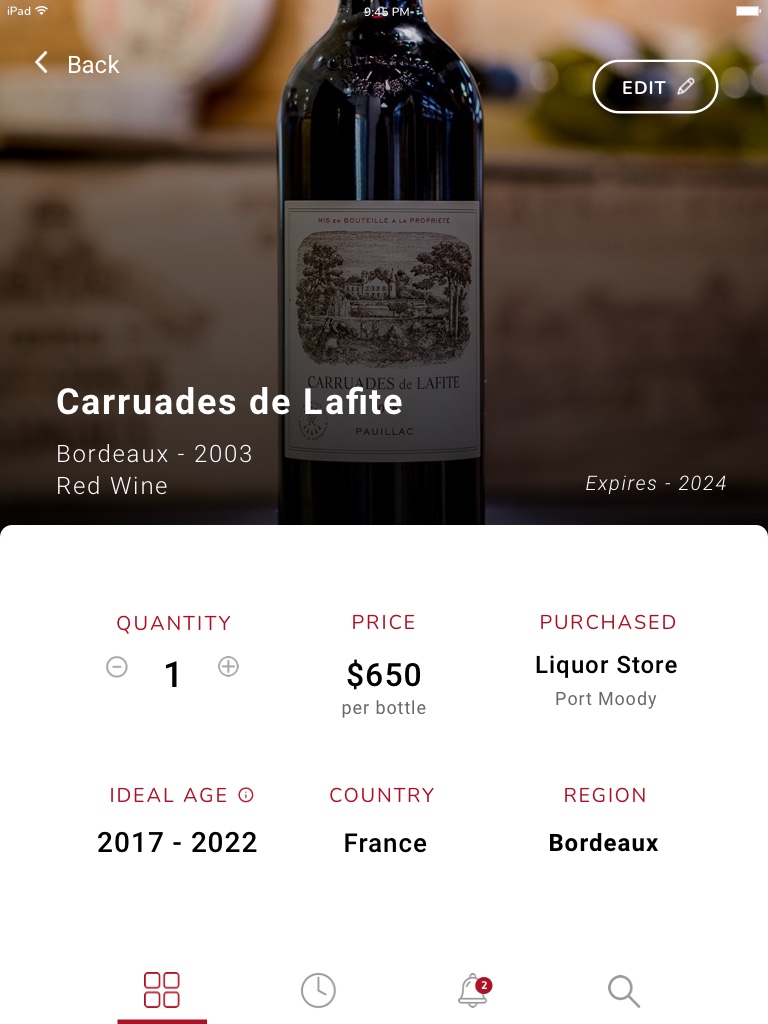 iPad 9:45 PM
Back
EDIT
MIS EN BOUTEILLE A LA PROPRIÉTÉ
CARRUADES de LAFITE
PAUILLAC
Carruades de Lafite
Bordeaux - 2003
Red Wine
Expires - 2024
QUANTITY PRICE PURCHASED
1 $650 Liquor Store
per bottle Port Moody
IDEAL AGE COUNTRY REGION
2017 - 2022 France Bordeaux
2